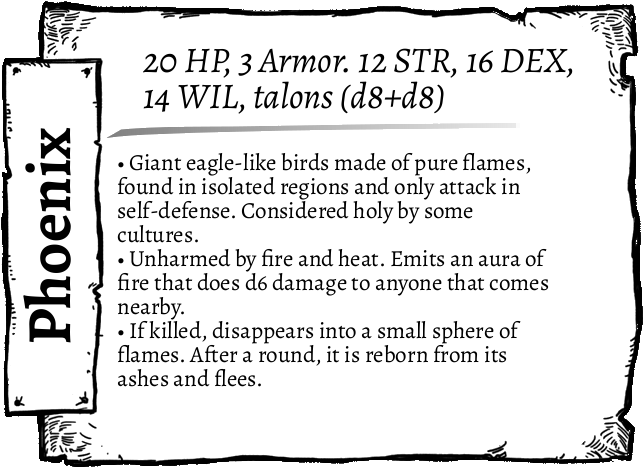 Phoenix
20 HP, 3 Armor. 12 STR, 16 DEX,
14 WIL, talons (d8+d8)
• Giant eagle-like birds made of pure flames,
found in isolated regions and only attack in
self-defense. Considered holy by some
cultures.
• Unharmed by fire and heat. Emits an aura of
fire that does d6 damage to anyone that comes
nearby.
• If killed, disappears into a small sphere of
flames. After a round, it is reborn from its
ashes and flees.